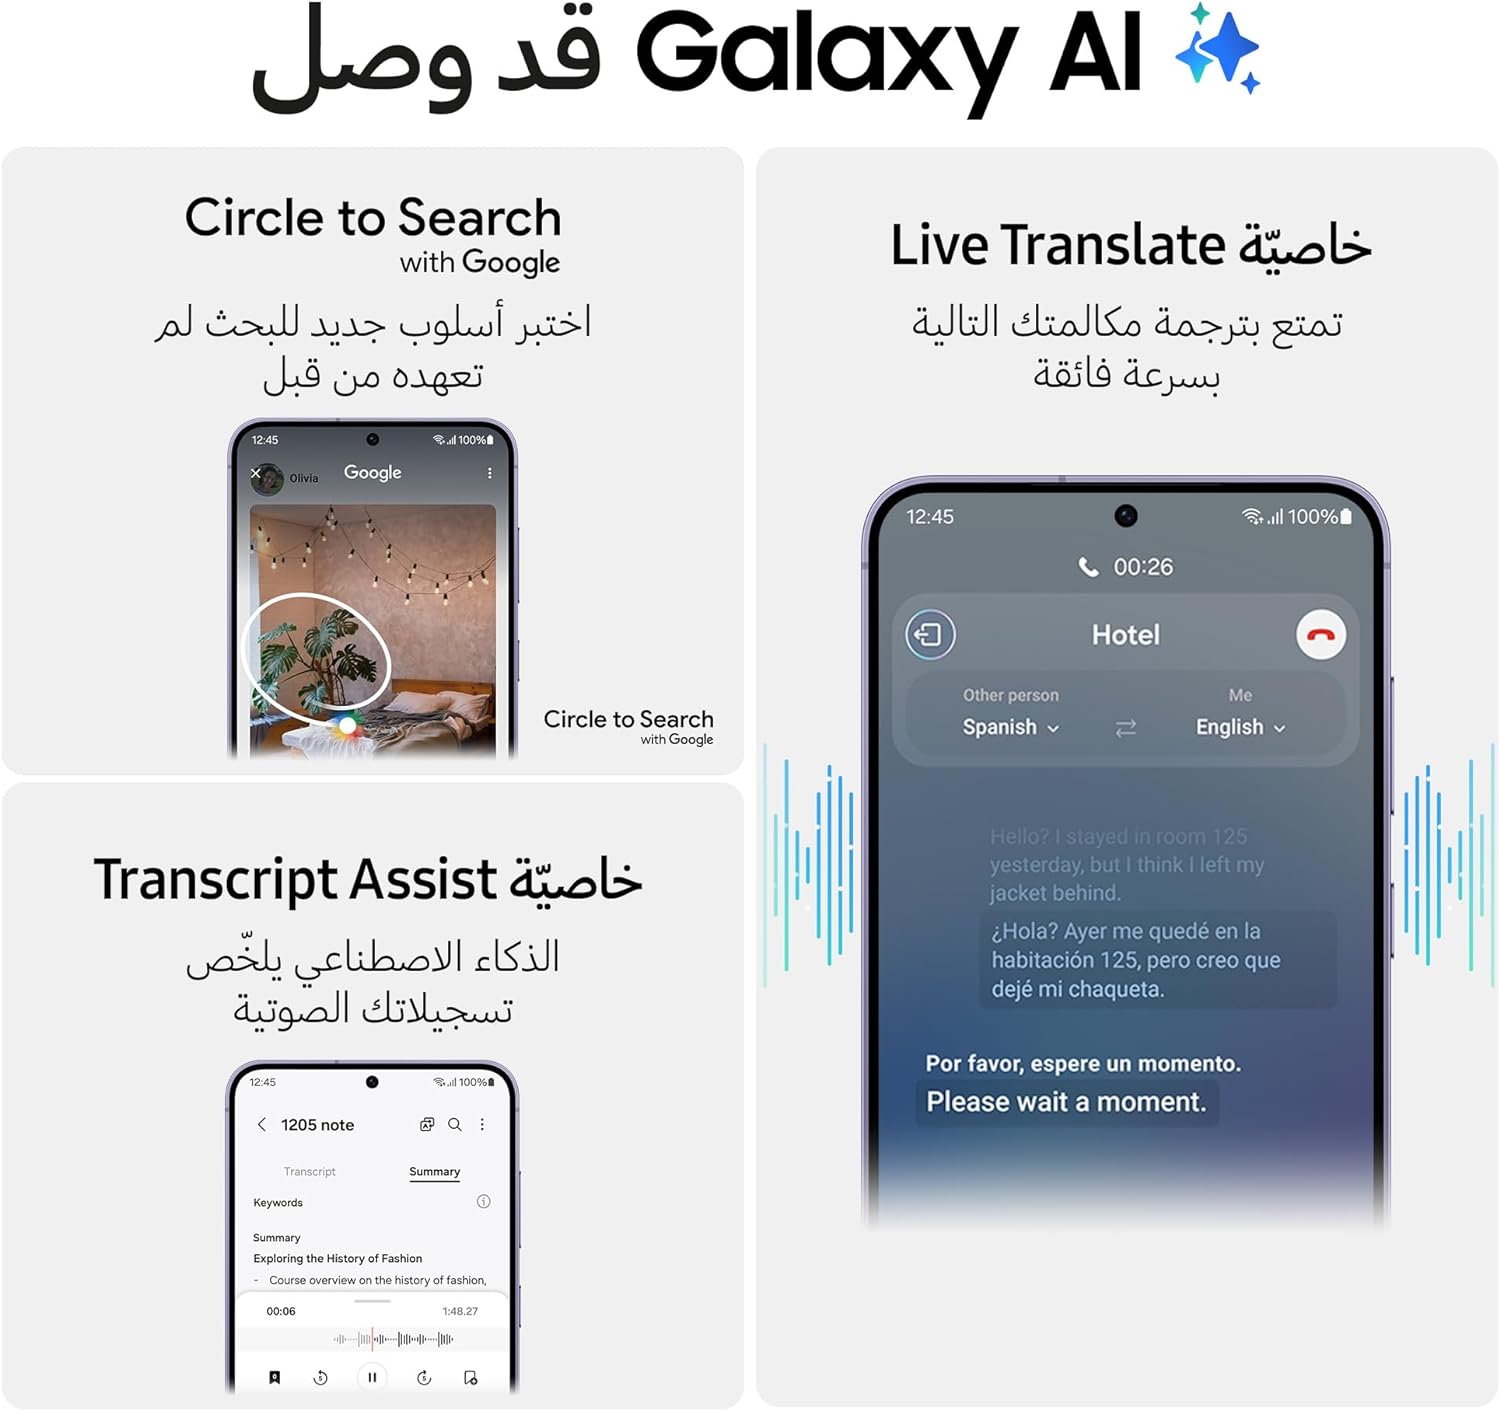 قد وصل Galaxy AI
Circle to Search
with Google
اختبر أسلوب جديد للبحث لم
تعهده من قبل
12:45
100%
Olivia
Google
Circle to Search
with Google
خاصيّة Transcript Assist
الذكاء الاصطناعي يلخّص
تسجيلاتك الصوتية
12:45
100%
1205 note
Transcript
Summary
Keywords
Summary
Exploring the History of Fashion
- Course overview on the history of fashion,
00:06
1:48.27
5
5
خاصيّة Live Translate
تمتع بترجمة مكالمتك التالية
بسرعة فائقة
12:45
100%
00:26
Hotel
Other person
Me
Spanish
English
Hello? I stayed in room 125
yesterday, but I think I left my
jacket behind.
¿Hola? Ayer me quedé en la
habitación 125, pero creo que
dejé mi chaqueta.
Por favor, espere un momento.
Please wait a moment.